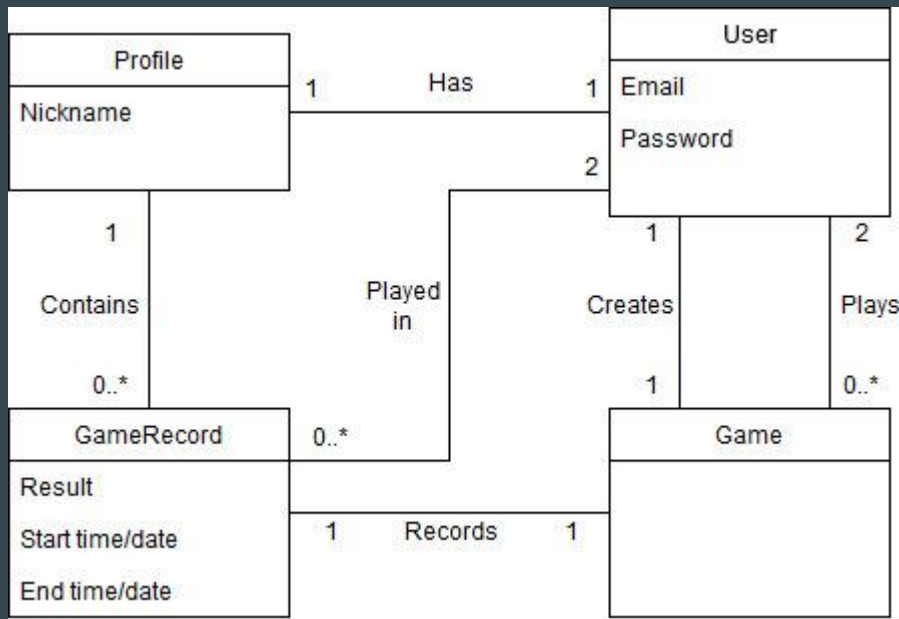 Profile
Nickname
User
Email
Password
1
Has
1
2
1
Contains
0..*
Played
in
1
Creates
1
2
Plays
0..*
GameRecord
Result
Start time/date
End time/date
0..*
1
Records
1
Game